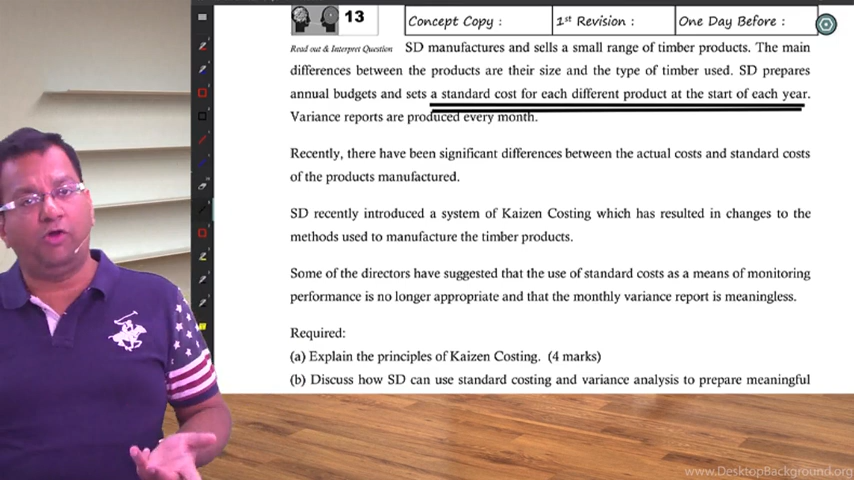 13
Concept Copy :
1st Revision :
One Day Before :
Read out & Interpret Question SD manufactures and sells a small range of timber products. The main
differences between the products are their size and the type of timber used. SD prepares
annual budgets and sets a standard cost for each different product at the start of each year.
Variance reports are produced every month.
Recently, there have been significant differences between the actual costs and standard costs
of the products manufactured.
SD recently introduced a system of Kaizen Costing which has resulted in changes to the
methods used to manufacture the timber products.
Some of the directors have suggested that the use of standard costs as a means of monitoring
performance is no longer appropriate and that the monthly variance report is meaningless.
Required:
(a) Explain the principles of Kaizen Costing. (4 marks)
(b) Discuss how SD can use standard costing and variance analysis to prepare meaningful
www.DesktopBackground.org